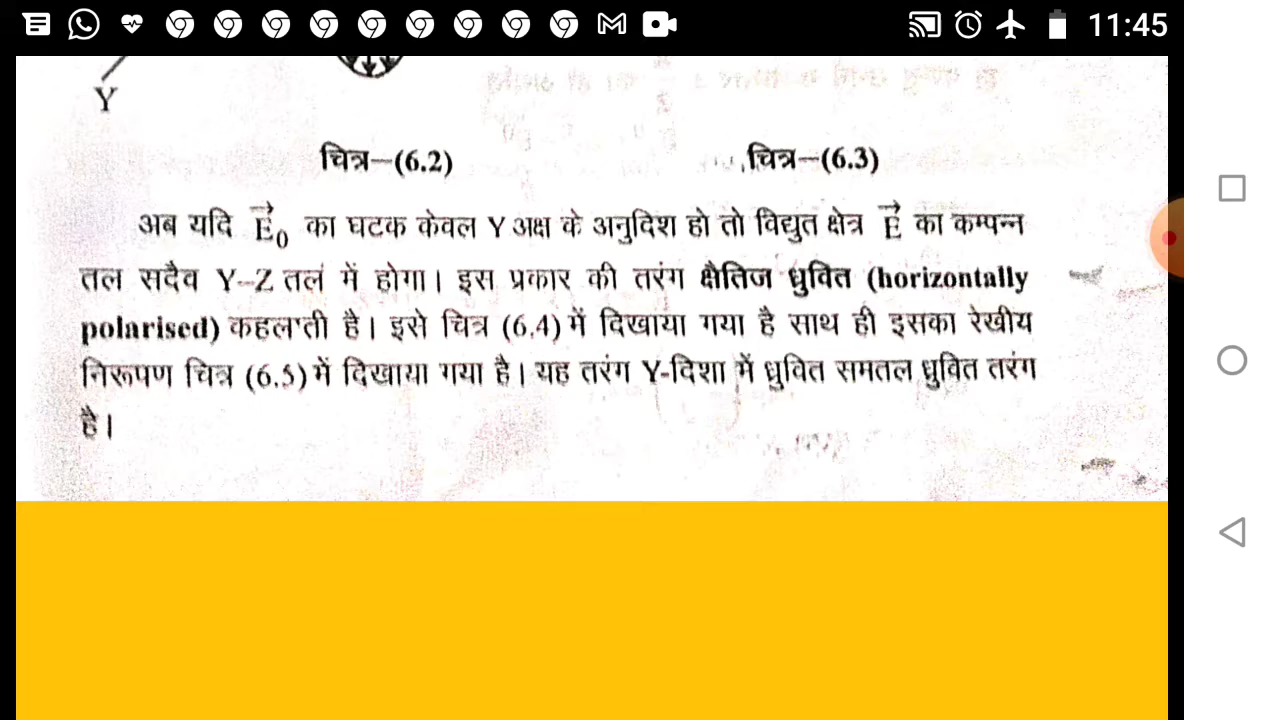 11:45
Y
चित्र–(6.2)
चित्र–(6.3)
अब यदि E⃗₀ का घटक केवल Y अक्ष के अनुदिश हो तो विद्युत क्षेत्र E⃗ का कम्पन्न
तल सदैव Y–Z तल में होगा। इस प्रकार की तरंग क्षैतिज ध्रुवित (horizontally
polarised) कहलाती है। इसे चित्र (6.4) में दिखाया गया है साथ ही इसका रेखीय
निरूपण चित्र (6.5) में दिखाया गया है। यह तरंग Y-दिशा में ध्रुवित समतल ध्रुवित तरंग
है।